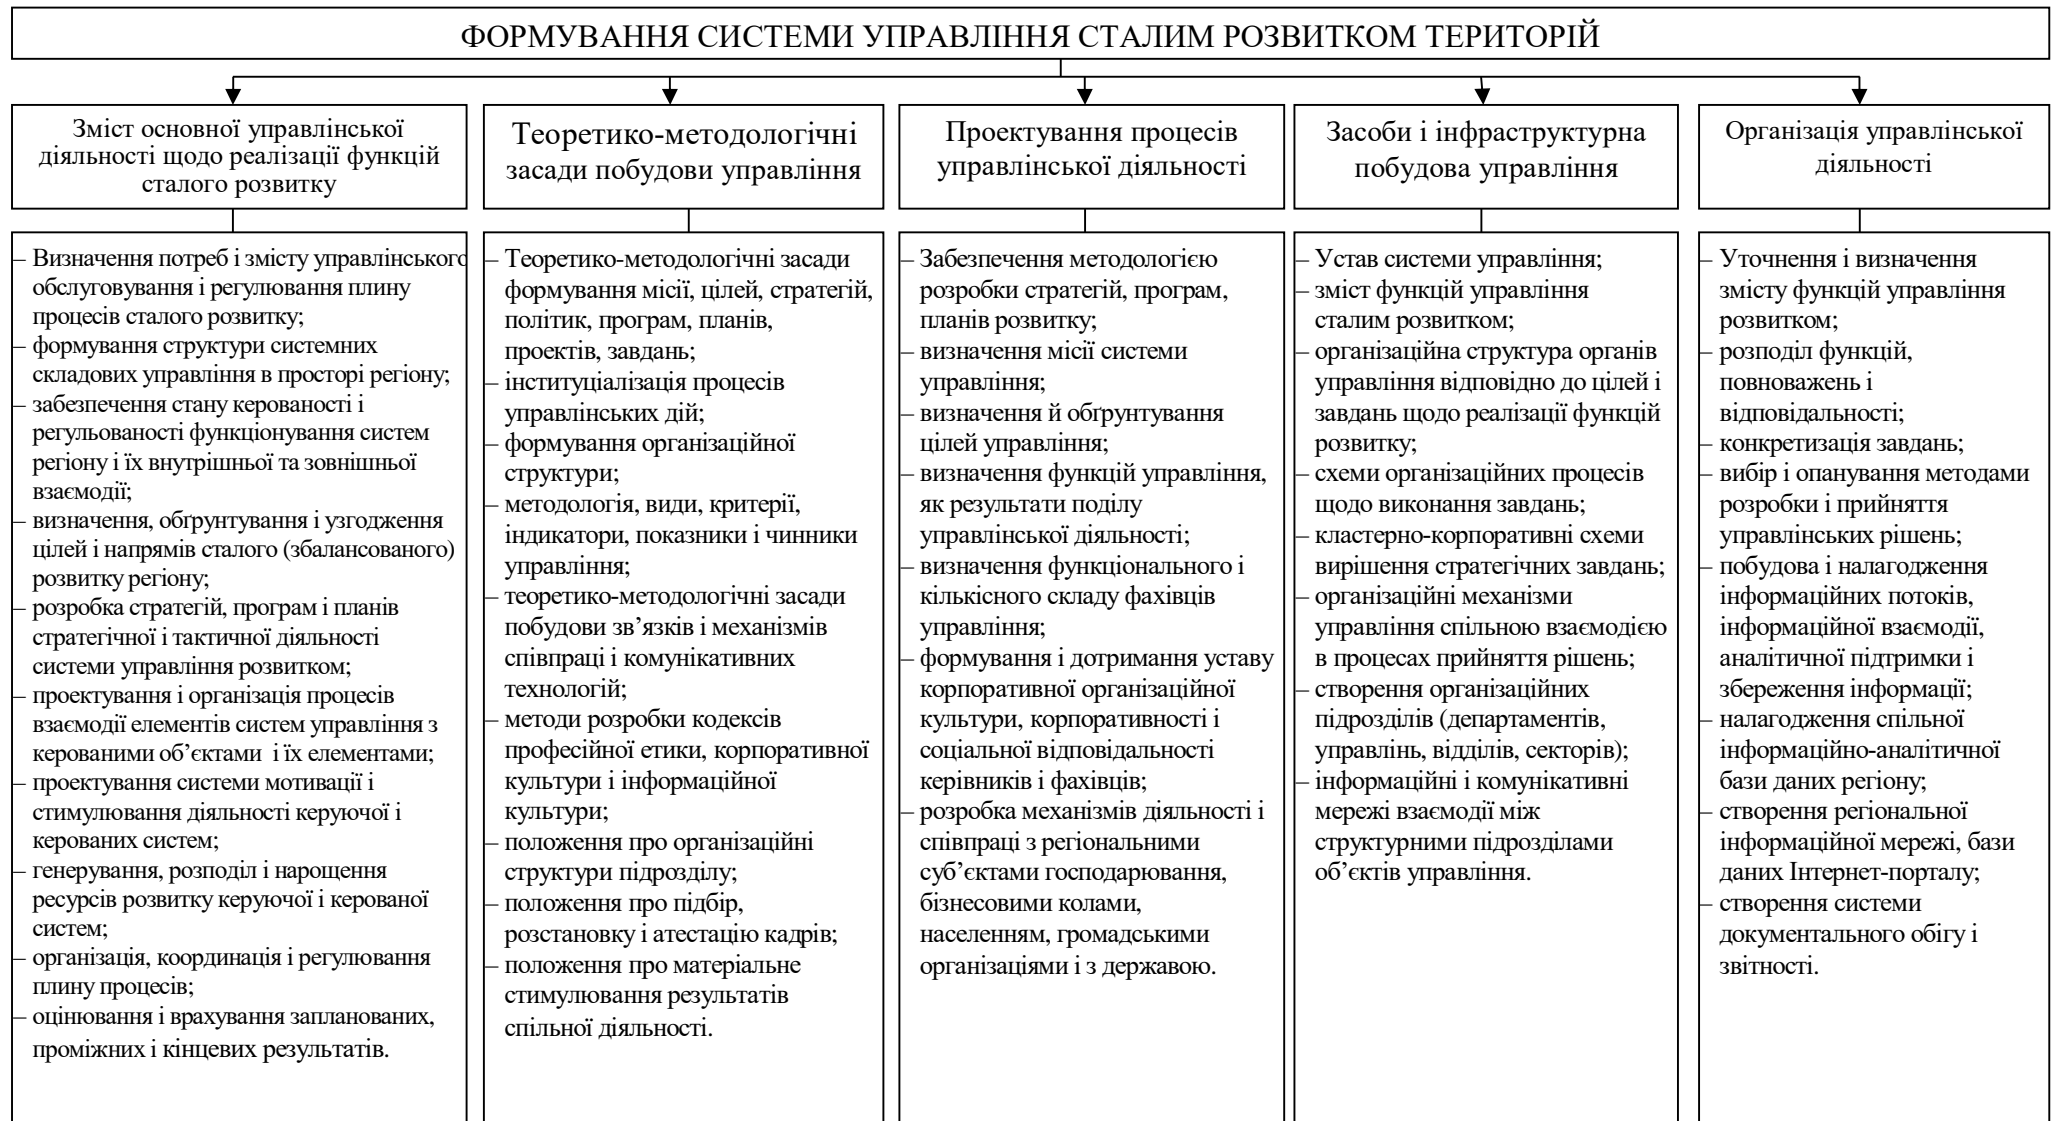 ФОРМУВАННЯ СИСТЕМИ УПРАВЛІННЯ СТАЛИМ РОЗВИТКОМ ТЕРИТОРІЙ
Зміст основної управлінської
діяльності щодо реалізації функцій
сталого розвитку
– Визначення потреб і змісту управлінського
обслуговування і регулювання плину
процесів сталого розвитку;
– формування структури системних
складових управління в просторі регіону;
– забезпечення стану керованості і
регульованості функціонування систем
регіону і їх внутрішньої та зовнішньої
взаємодії;
– визначення, обґрунтування і узгодження
цілей і напрямів сталого (збалансованого)
розвитку регіону;
– розробка стратегій, програм і планів
стратегічної і тактичної діяльності
системи управління розвитком;
– проектування і організація процесів
взаємодії елементів систем управління з
керованими об’єктами і їх елементами;
– проектування системи мотивації і
стимулювання діяльності керуючої і
керованих систем;
– генерування, розподіл і нарощення
ресурсів розвитку керуючої і керованої
систем;
– організація, координація і регулювання
плину процесів;
– оцінювання і врахування запланованих,
проміжних і кінцевих результатів.
Теоретико-методологічні
засади побудови управління
– Теоретико-методологічні засади
формування місії, цілей, стратегій,
політик, програм, планів,
проектів, завдань;
– інституціалізація процесів
управлінських дій;
– формування організаційної
структури;
– методологія, види, критерії,
індикатори, показники і чинники
управління;
– теоретико-методологічні засади
побудови зв’язків і механізмів
співпраці і комунікативних
технологій;
– методи розробки кодексів
професійної етики, корпоративної
культури і інформаційної
культури;
– положення про організаційні
структури підрозділу;
– положення про підбір,
розстановку і атестацію кадрів;
– положення про матеріальне
стимулювання результатів
спільної діяльності.
Проектування процесів
управлінської діяльності
– Забезпечення методологією
розробки стратегій, програм,
планів розвитку;
– визначення місії системи
управління;
– визначення й обґрунтування
цілей управління;
– визначення функцій управління,
як результати поділу
управлінської діяльності;
– визначення функціонального і
кількісного складу фахівців
управління;
– формування і дотримання уставу
корпоративної організаційної
культури, корпоративності і
соціальної відповідальності
керівників і фахівців;
– розробка механізмів діяльності і
співпраці з регіональними
суб’єктами господарювання,
бізнесовими колами,
населенням, громадськими
організаціями і з державою.
Засоби і інфраструктурна
побудова управління
– Устав системи управління;
– зміст функцій управління
сталим розвитком;
– організаційна структура органів
управління відповідно до цілей і
завдань щодо реалізації функцій
розвитку;
– схеми організаційних процесів
щодо виконання завдань;
– кластерно-корпоративні схеми
вирішення стратегічних завдань;
– організаційні механізми
управління спільною взаємодією
в процесах прийняття рішень;
– створення організаційних
підрозділів (департаментів,
управлінь, відділів, секторів);
– інформаційні і комунікативні
мережі взаємодії між
структурними підрозділами
об’єктів управління.
Організація управлінської
діяльності
– Уточнення і визначення
змісту функцій управління
розвитком;
– розподіл функцій,
повноважень і
відповідальності;
– конкретизація завдань;
– вибір і опанування методами
розробки і прийняття
управлінських рішень;
– побудова і налагодження
інформаційних потоків,
інформаційної взаємодії,
аналітичної підтримки і
збереження інформації;
– налагодження спільної
інформаційно-аналітичної
бази даних регіону;
– створення регіональної
інформаційної мережі, бази
даних Інтернет-порталу;
– створення системи
документального обігу і
звітності.